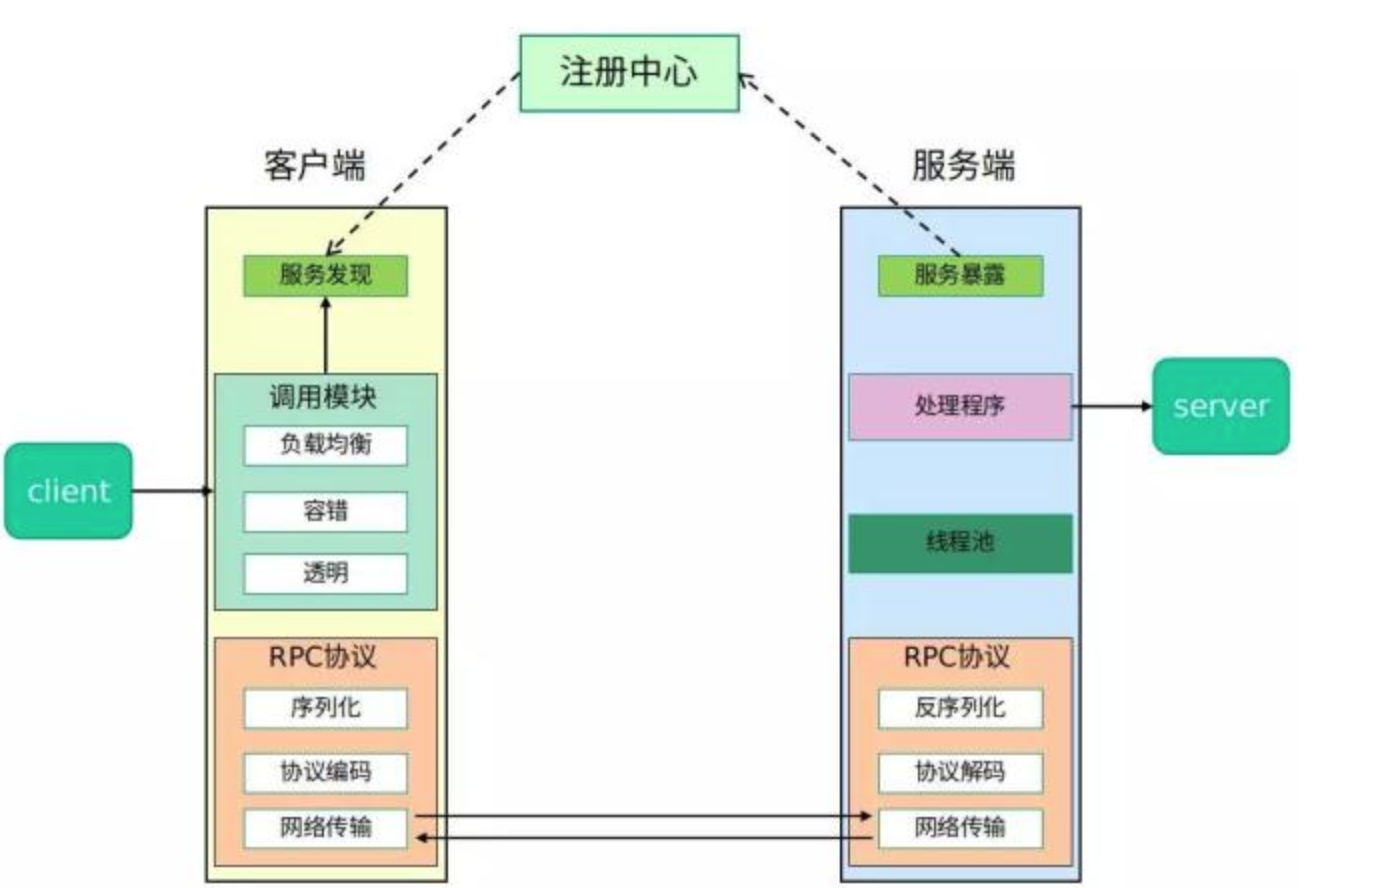 注册中心
客户端
服务端
服务发现
服务暴露
调用模块
负载均衡
容错
透明
client
处理程序
server
线程池
RPC协议
序列化
协议编码
网络传输
RPC协议
反序列化
协议解码
网络传输